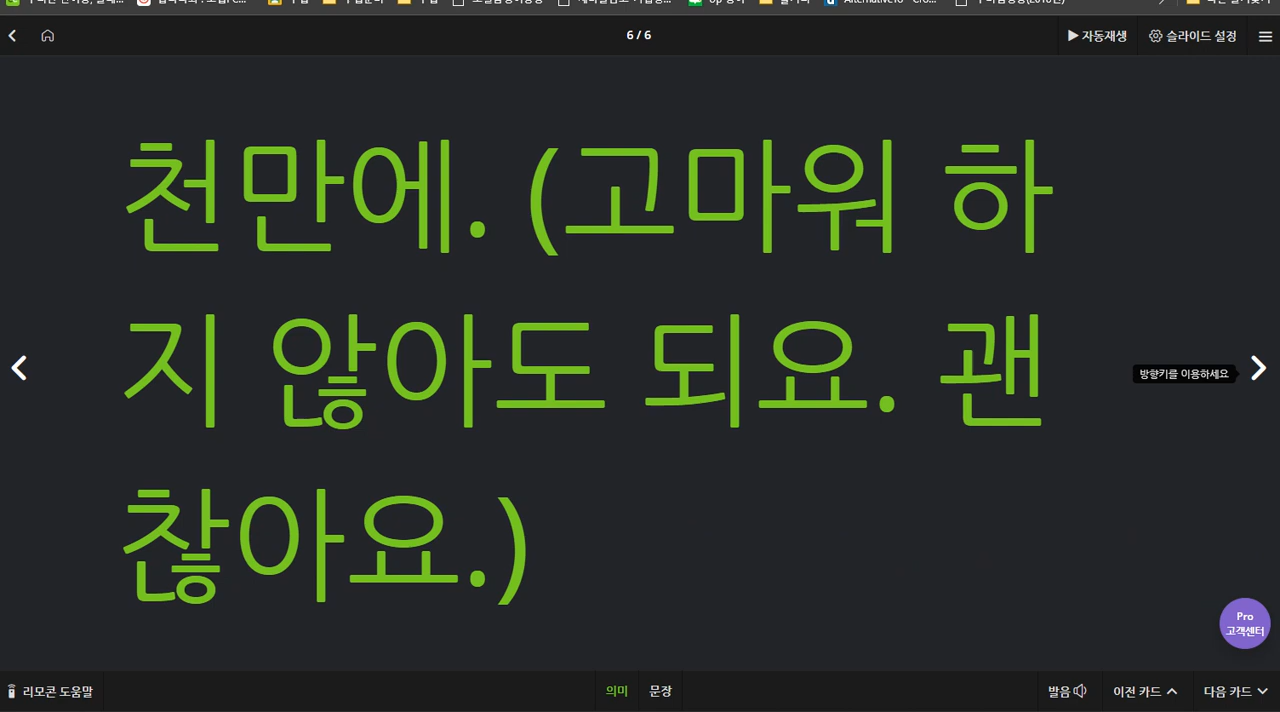 6 / 6
자동재생
슬라이드 설정
천만에. (고마워 하
지 않아도 되요. 괜
찮아요.)
방향키를 이용하세요
Pro
고객센터
리모콘 도움말
의미
문장
발음
이전 카드
다음 카드